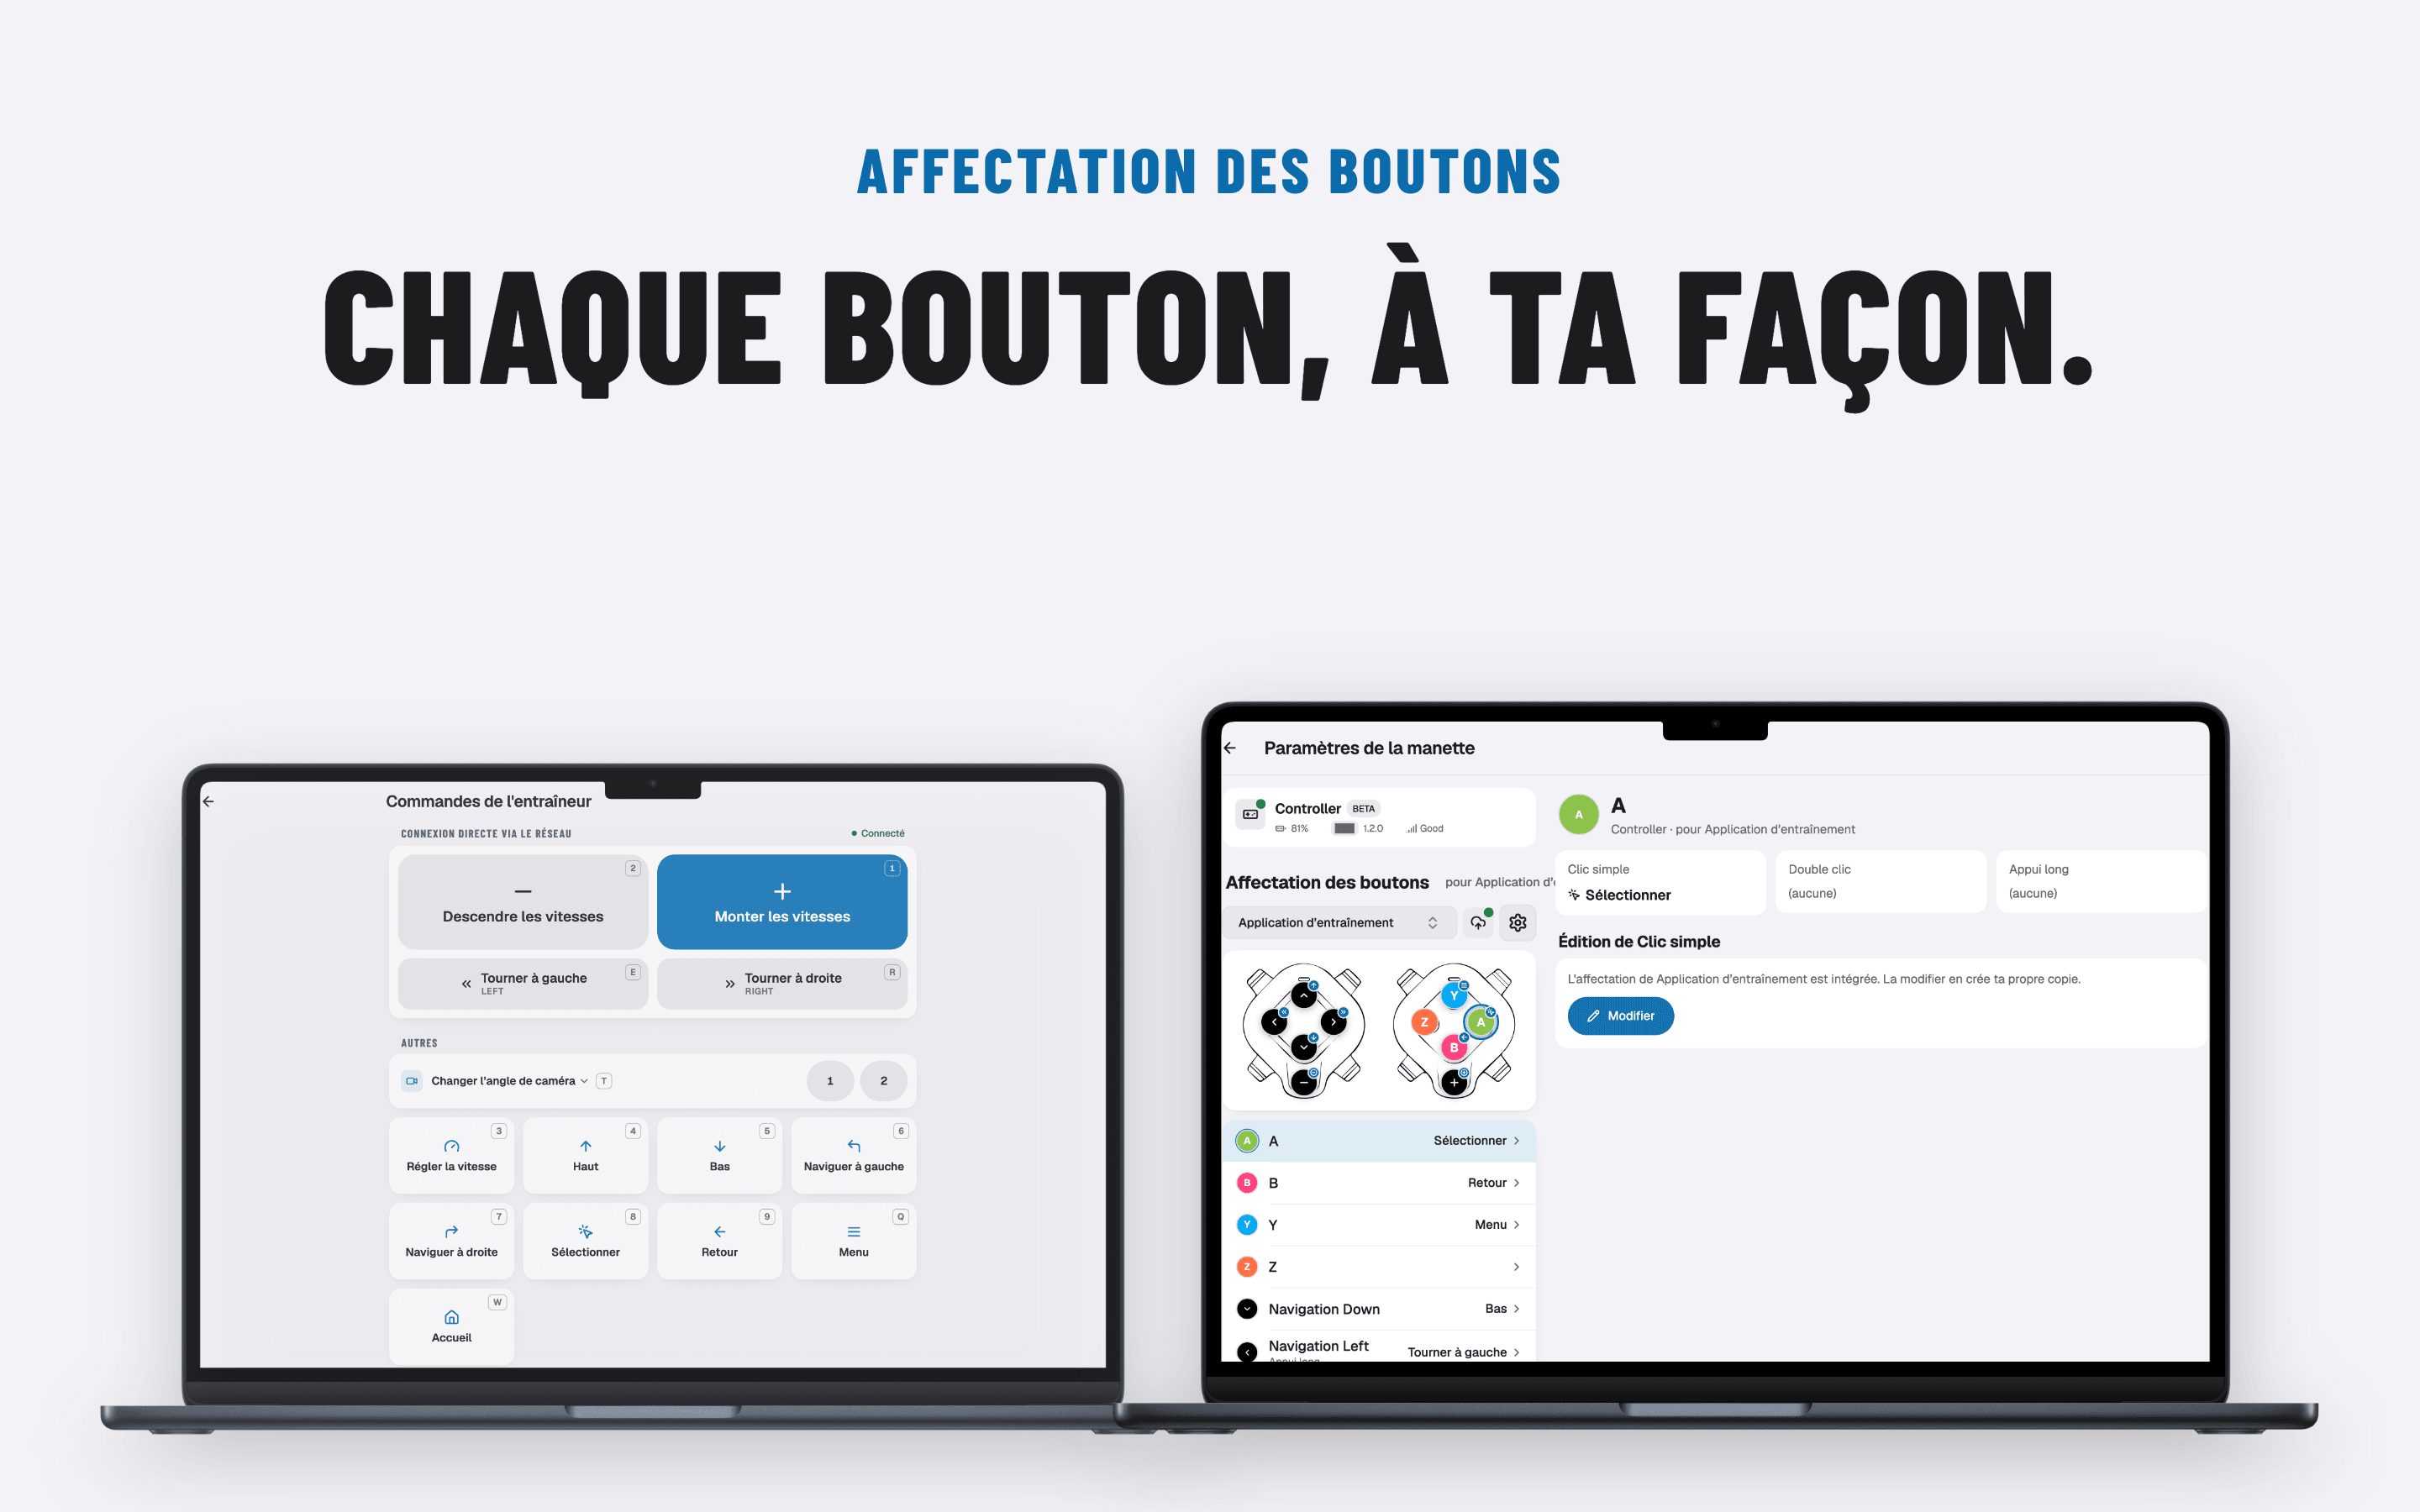 AFFECTATION DES BOUTONS
CHAQUE BOUTON, À TA FAÇON.
Commandes de l'entraîneur
CONNEXION DIRECTE VIA LE RÉSEAU
Connecté
2
Descendre les vitesses
1
Monter les vitesses
Tourner à gauche
LEFT
E
Tourner à droite
RIGHT
R
AUTRES
Changer l'angle de caméra
T
1
2
3
Régler la vitesse
4
Haut
5
Bas
6
Naviguer à gauche
7
Naviguer à droite
8
Sélectionner
9
Retour
Q
Menu
W
Accueil
Paramètres de la manette
Controller BETA
81% 1.2.0 Good
Affectation des boutons pour Application d'e
Application d'entraînement
Y
Z
A
B
A A Sélectionner
B B Retour
Y Y Menu
Z Z
Navigation Down Bas
Navigation Left Tourner à gauche
A
A
Controller · pour Application d'entraînement
Clic simple
Sélectionner
Double clic
(aucune)
Appui long
(aucune)
Édition de Clic simple
L'affectation de Application d'entraînement est intégrée. La modifier en crée ta propre copie.
Modifier